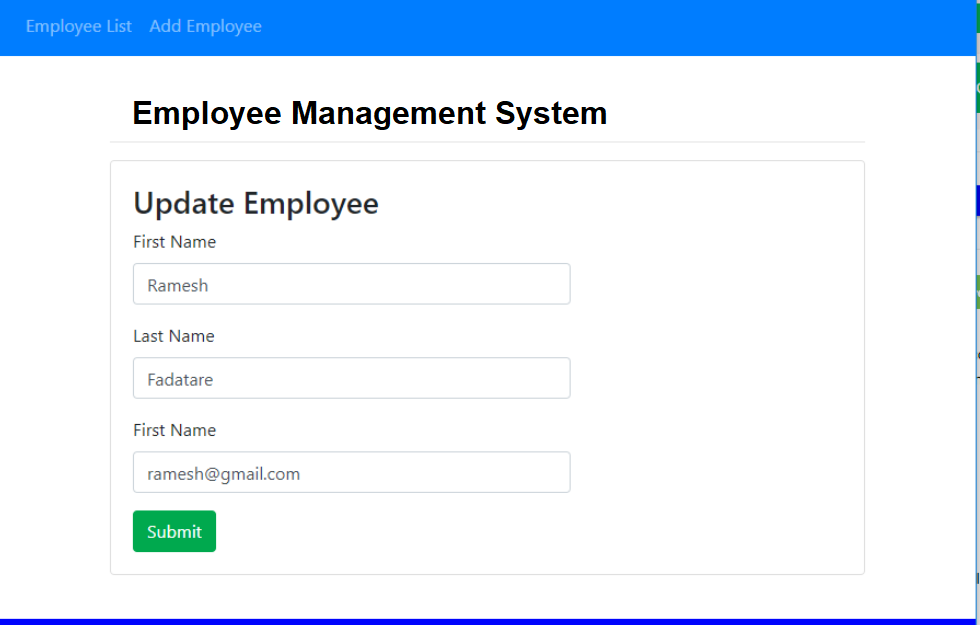 Employee List Add Employee
Employee Management System
Update Employee
First Name
Ramesh
Last Name
Fadatare
First Name
ramesh@gmail.com
Submit